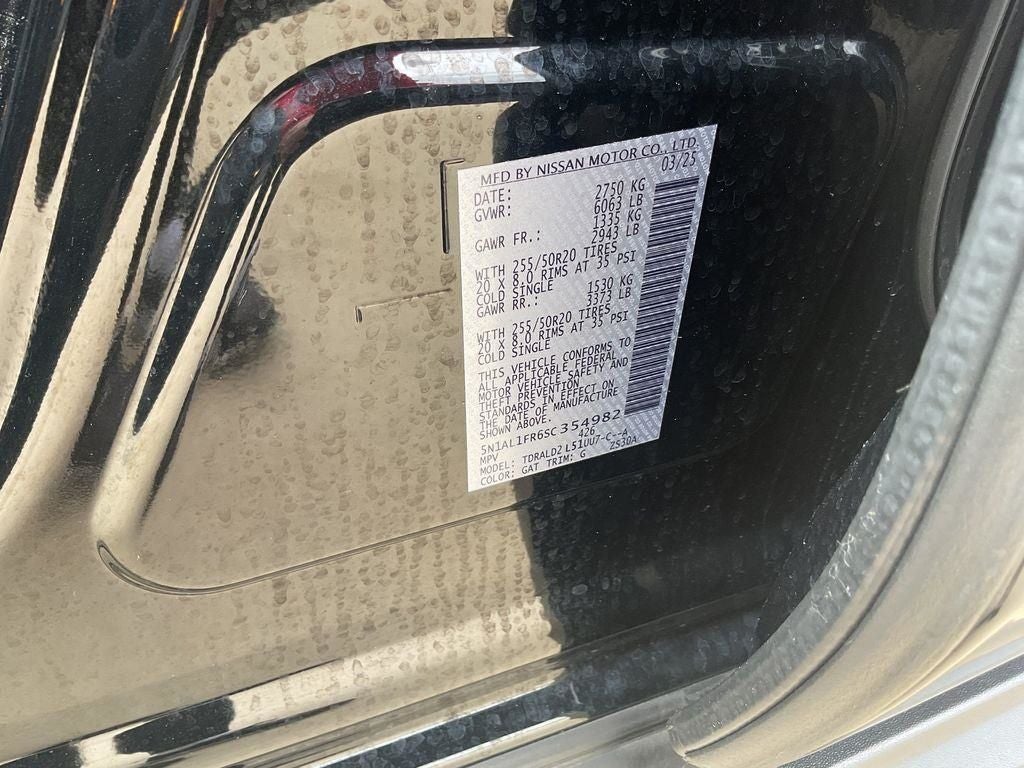 MFD BY NISSAN MOTOR CO., LTD.
DATE: 03/25
GVWR: 2750 KG
6063 LB
GAWR FR.: 1335 KG
2943 LB
WITH 255/50R20 TIRES
20 X 8.0 RIMS AT 35 PSI
COLD SINGLE
GAWR RR.: 1530 KG
3373 LB
WITH 255/50R20 TIRES
20 X 8.0 RIMS AT 35 PSI
COLD SINGLE
THIS VEHICLE CONFORMS TO
ALL APPLICABLE FEDERAL
MOTOR VEHICLE SAFETY AND
THEFT PREVENTION
STANDARDS IN EFFECT ON
THE DATE OF MANUFACTURE
SHOWN ABOVE.
5N1AL1FR6SC354982
MPV 426
MODEL: TDRALD2 L51UU7-C--A
COLOR: GAT TRIM: G ZS30A